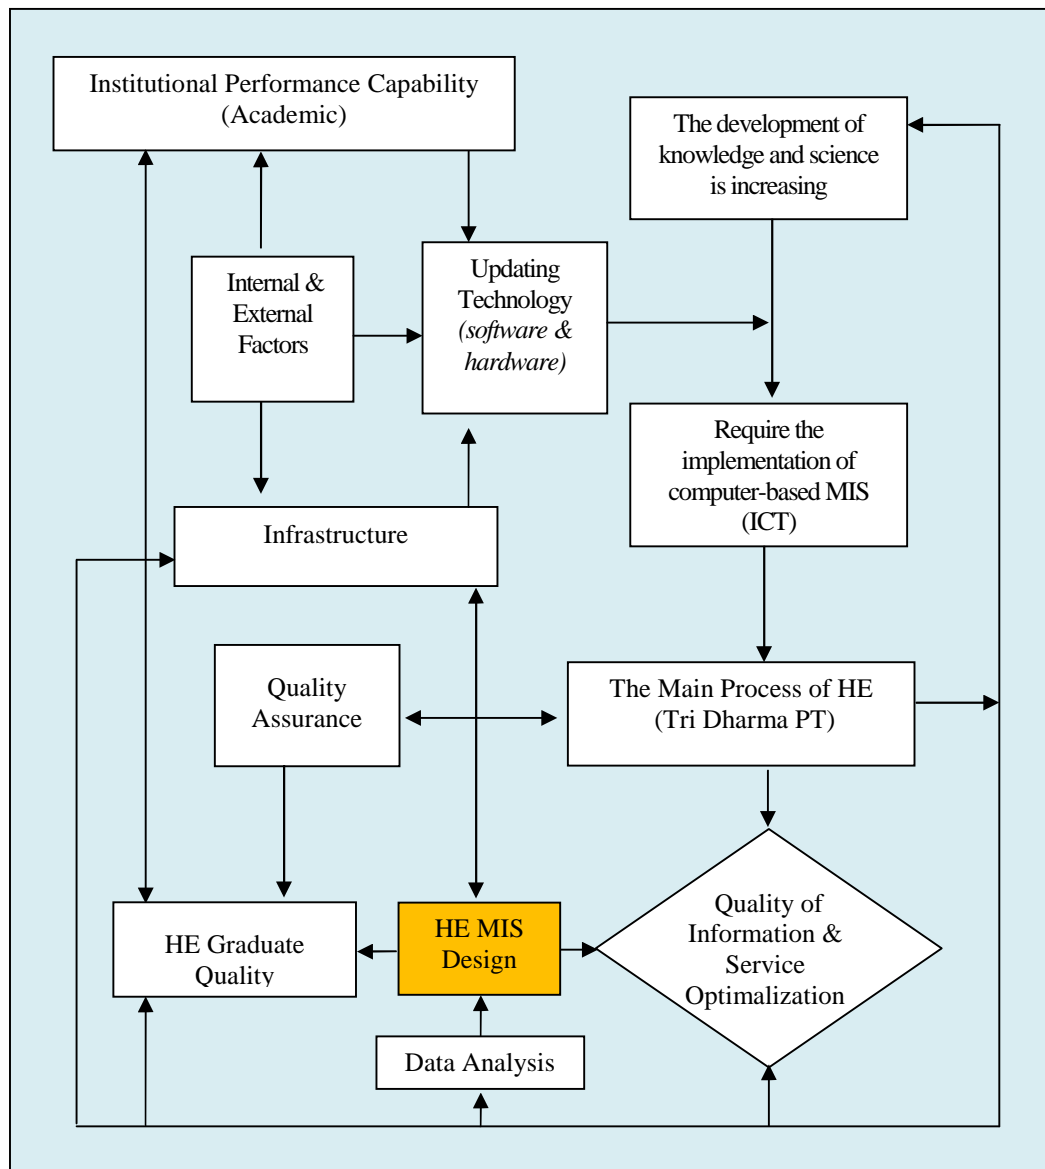 Institutional Performance Capability
(Academic)
The development of
knowledge and science
is increasing
Internal &
External
Factors
Updating
Technology
(software &
hardware)
Require the
implementation of
computer-based MIS
(ICT)
Infrastructure
Quality
Assurance
The Main Process of HE
(Tri Dharma PT)
HE Graduate
Quality
HE MIS
Design
Quality of
Information &
Service
Optimalization
Data Analysis